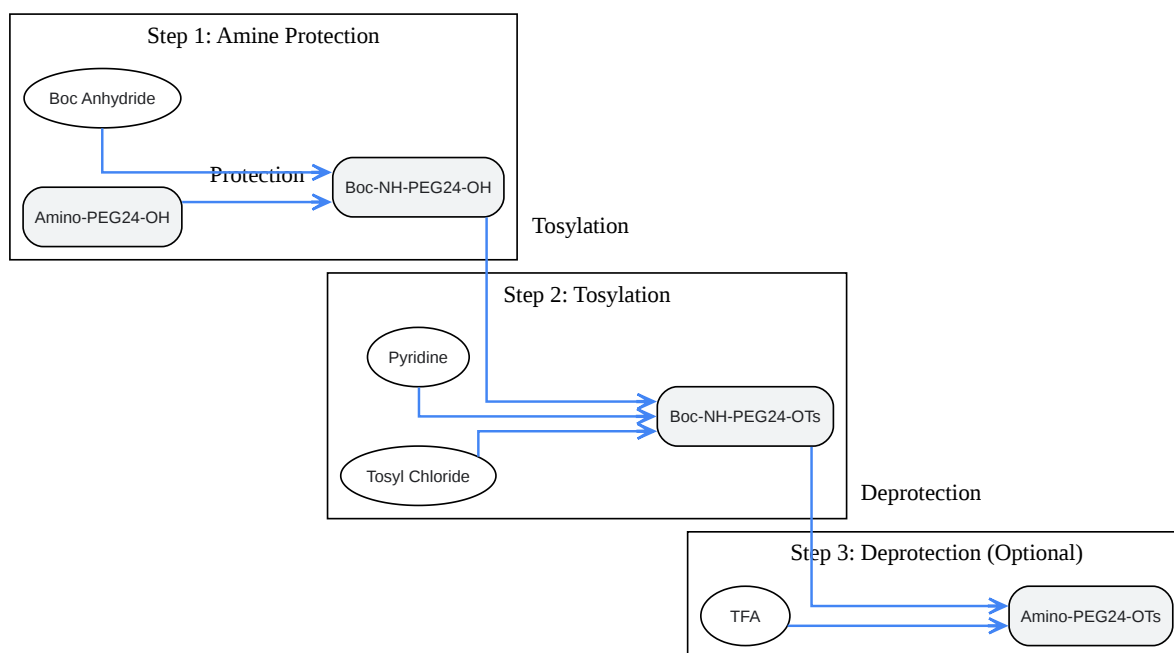 Step 1: Amine Protection
Boc Anhydride
Protection
Boc-NH-PEG24-OH
Amino-PEG24-OH
Tosylation
Step 2: Tosylation
Pyridine
Boc-NH-PEG24-OTs
Tosyl Chloride
Deprotection
Step 3: Deprotection (Optional)
TFA
Amino-PEG24-OTs